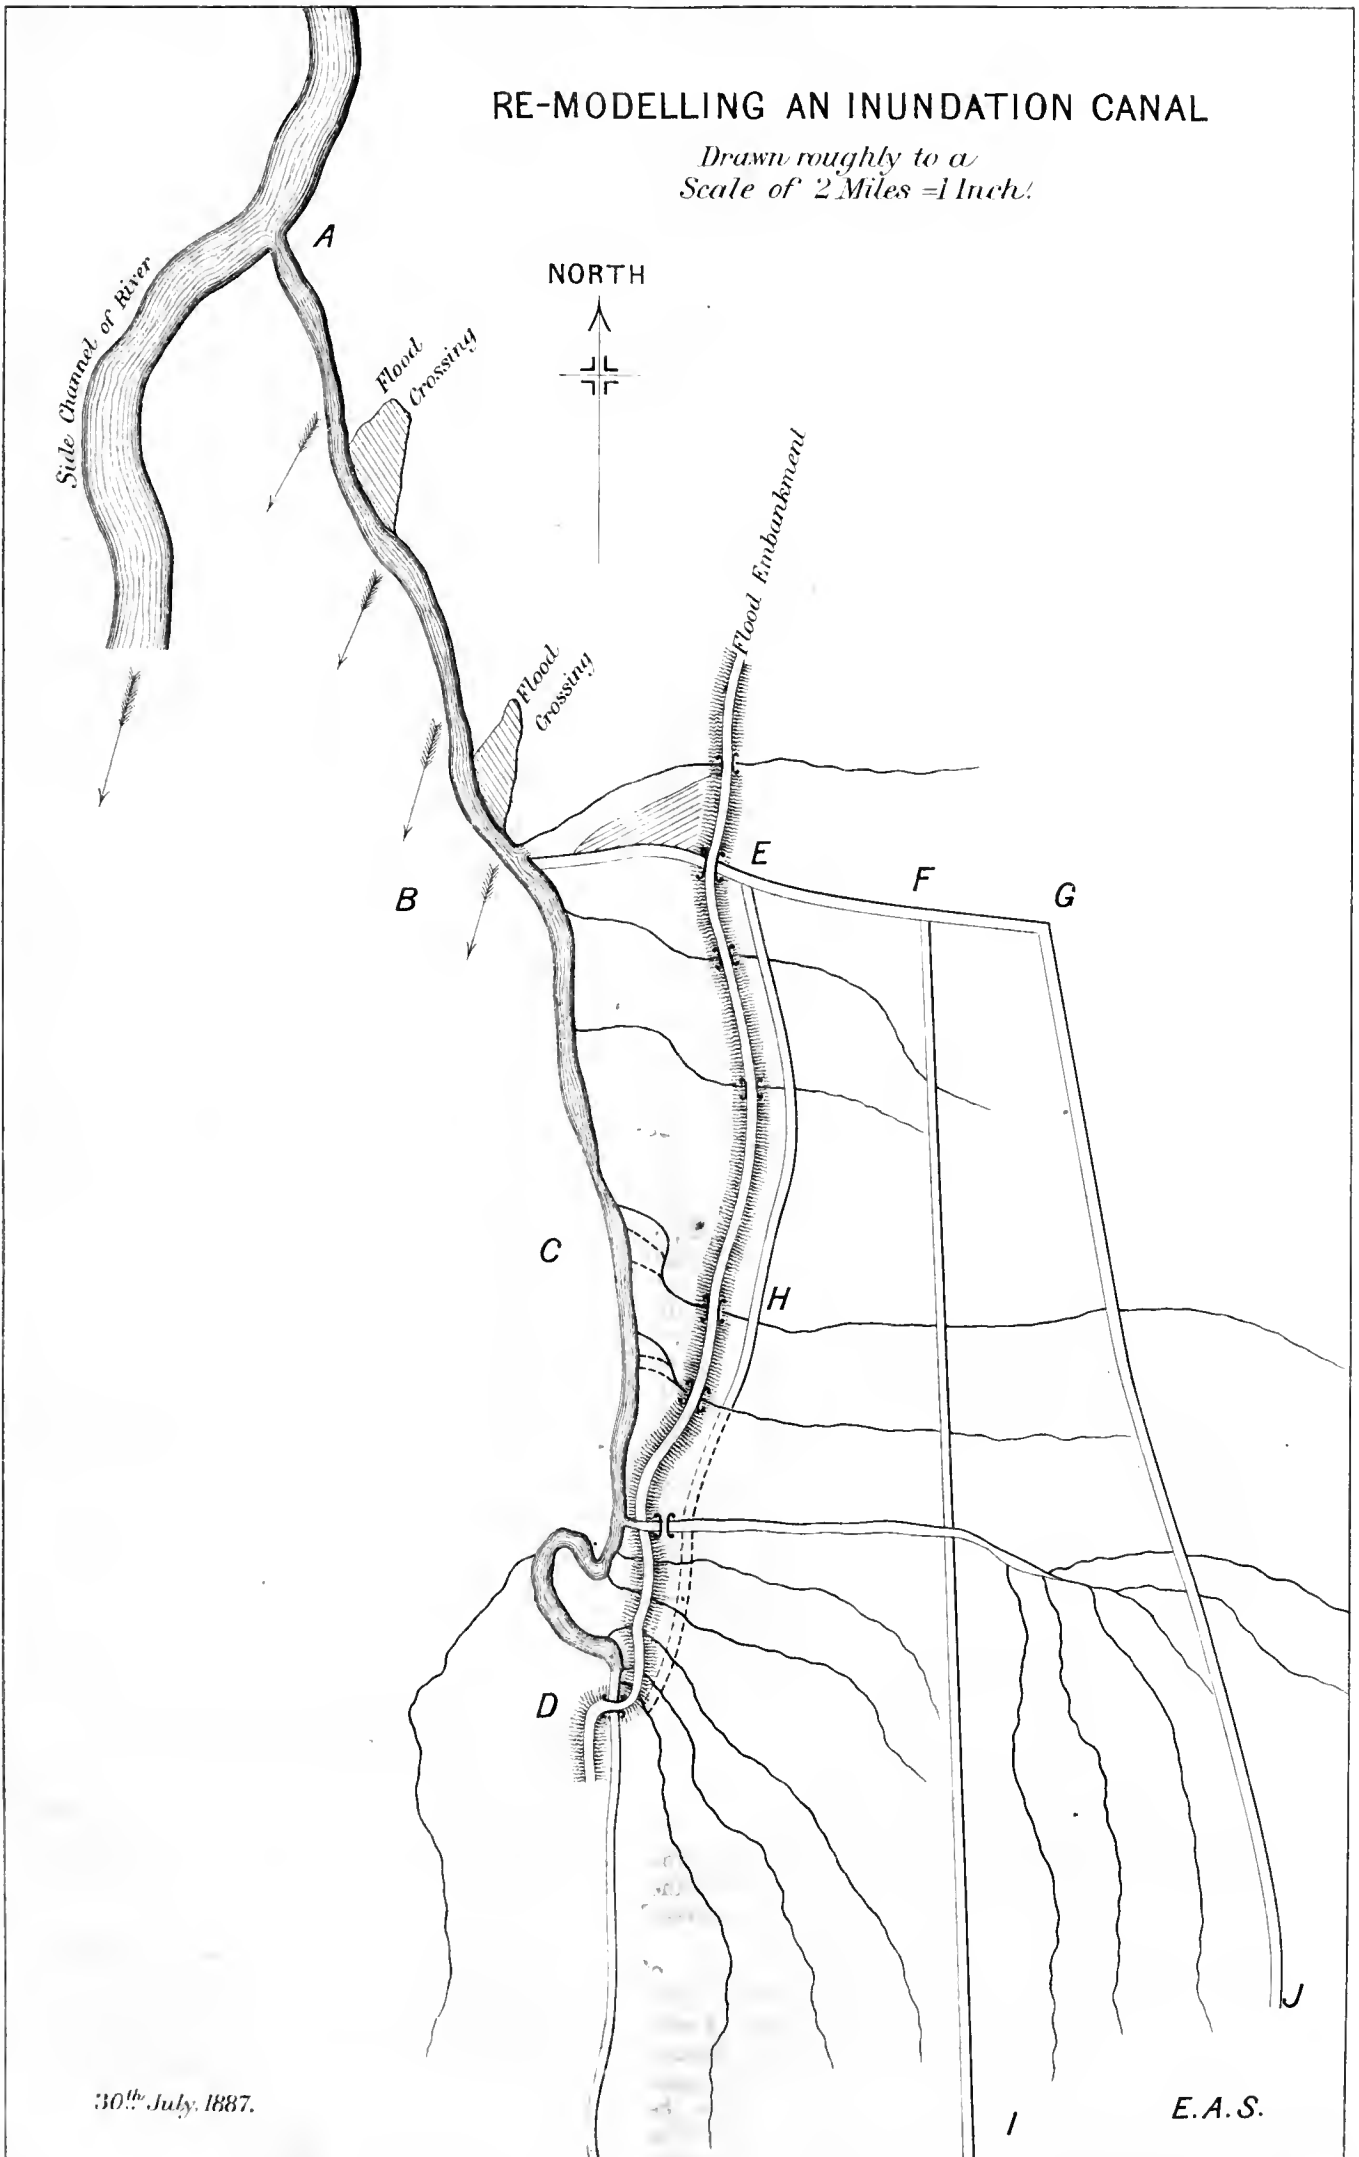 RE-MODELLING AN INUNDATION CANAL
Drawn roughly to a
Scale of 2 Miles = 1 Inch.
A
NORTH
Side Channel of River
Flood
Crossing
Flood Embankment
Flood
Crossing
B
E
F
G
C
H
D
J
30th July, 1887.
I
E.A.S.